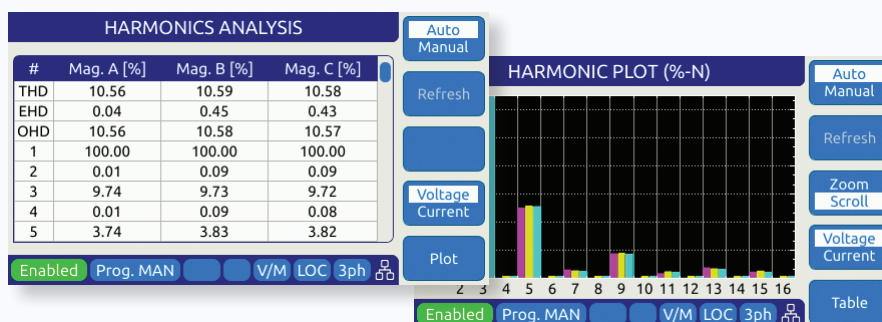 HARMONICS ANALYSIS
# Mag. A [%] Mag. B [%] Mag. C [%]
THD 10.56 10.59 10.58
EHD 0.04 0.45 0.43
OHD 10.56 10.58 10.57
1 100.00 100.00 100.00
2 0.01 0.09 0.09
3 9.74 9.73 9.72
4 0.01 0.09 0.08
5 3.74 3.83 3.82
Auto
Manual
Refresh
Voltage
Current
Plot
Enabled Prog. MAN V/M LOC 3ph
HARMONIC PLOT (%-N)
2 3 4 5 6 7 8 9 10 11 12 13 14 15 16
Auto
Manual
Refresh
Zoom
Scroll
Voltage
Current
Table
Enabled Prog. MAN V/M LOC 3ph